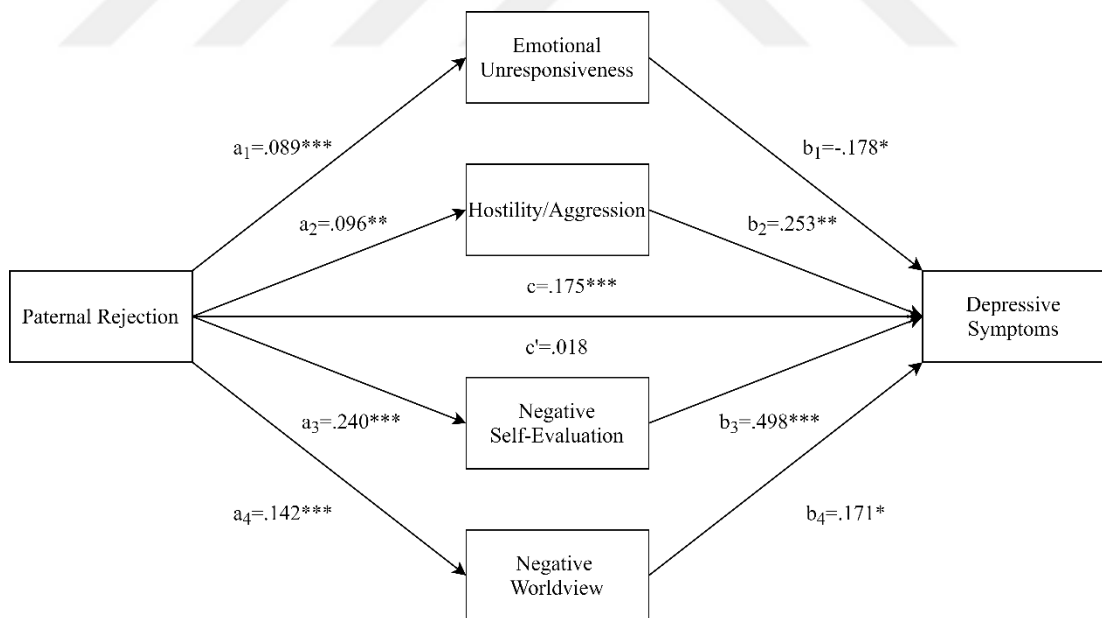 Emotional
Unresponsiveness
a1=.089***
b1=-.178*
a2=.096**
Hostility/Aggression
b2=.253**
Paternal Rejection
c=.175***
c'=.018
Depressive
Symptoms
a3=.240***
Negative
Self-Evaluation
b3=.498***
a4=.142***
Negative
Worldview
b4=.171*